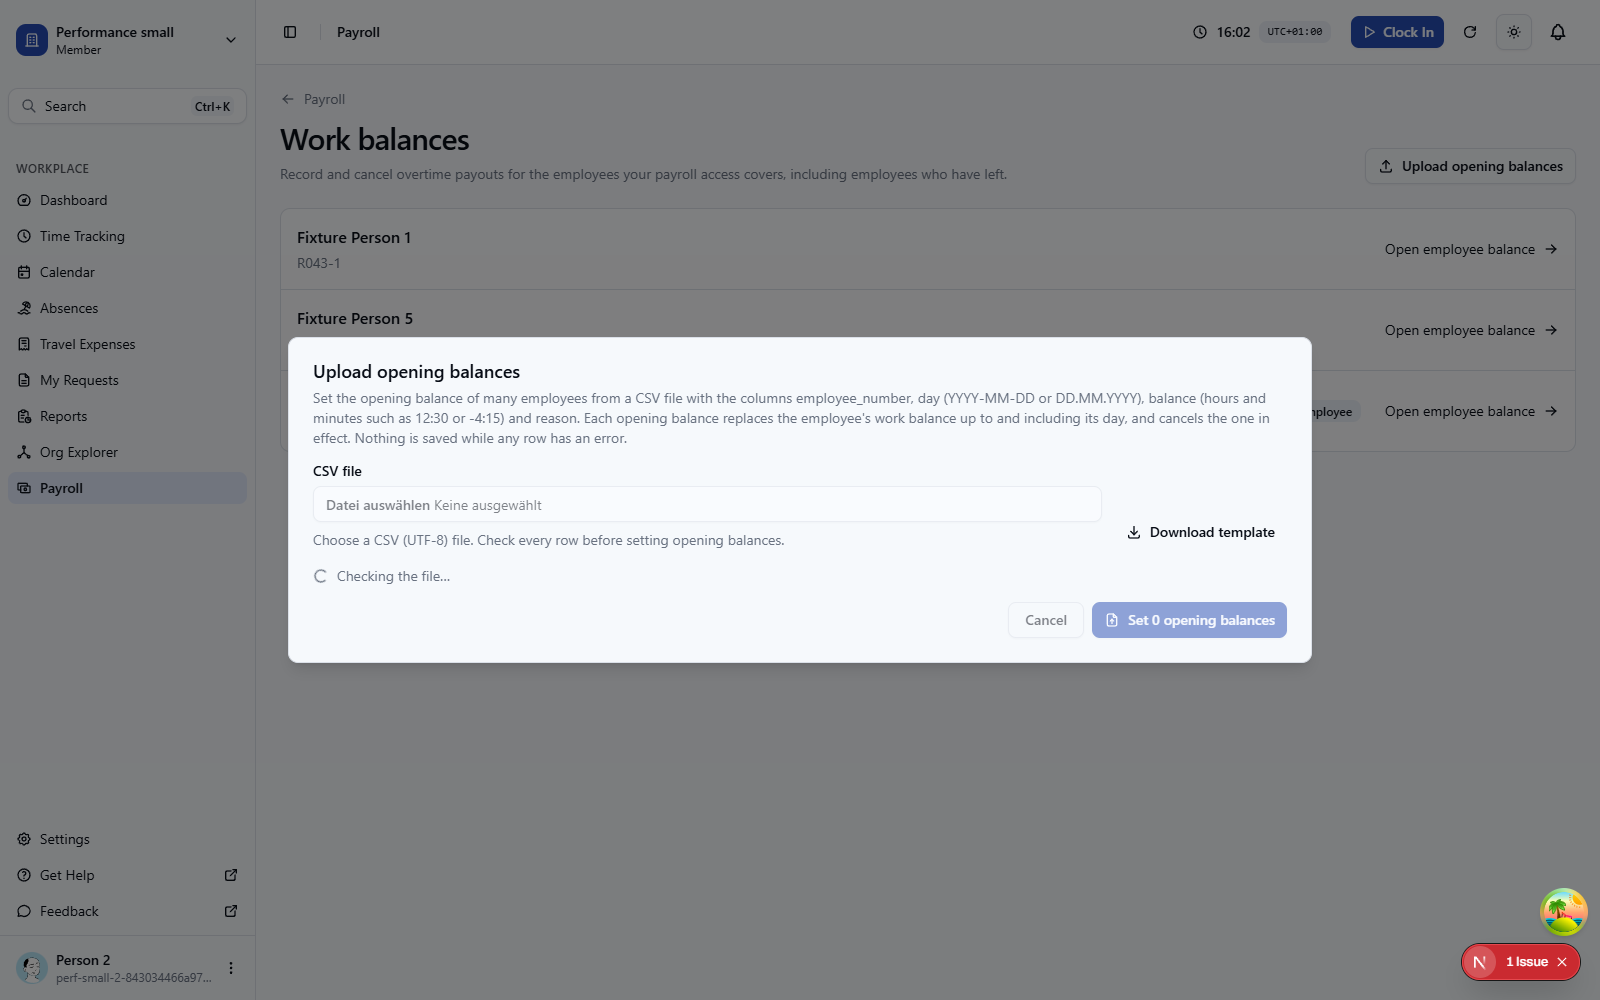 Performance small
Member
Search
Ctrl+K
WORKPLACE
Dashboard
Time Tracking
Calendar
Absences
Travel Expenses
My Requests
Reports
Org Explorer
Payroll
Settings
Get Help
Feedback
Person 2
perf-small-2-843034466a97...
Payroll
16:02
UTC+01:00
Clock In
Payroll
Work balances
Record and cancel overtime payouts for the employees your payroll access covers, including employees who have left.
Upload opening balances
Fixture Person 1
R043-1
Open employee balance
Fixture Person 5
Open employee balance
Open employee balance
Upload opening balances
Set the opening balance of many employees from a CSV file with the columns employee_number, day (YYYY-MM-DD or DD.MM.YYYY), balance (hours and
minutes such as 12:30 or -4:15) and reason. Each opening balance replaces the employee's work balance up to and including its day, and cancels the one in
effect. Nothing is saved while any row has an error.
CSV file
Datei auswählen Keine ausgewählt
Choose a CSV (UTF-8) file. Check every row before setting opening balances.
Download template
Checking the file...
Cancel
Set 0 opening balances
N
1 Issue